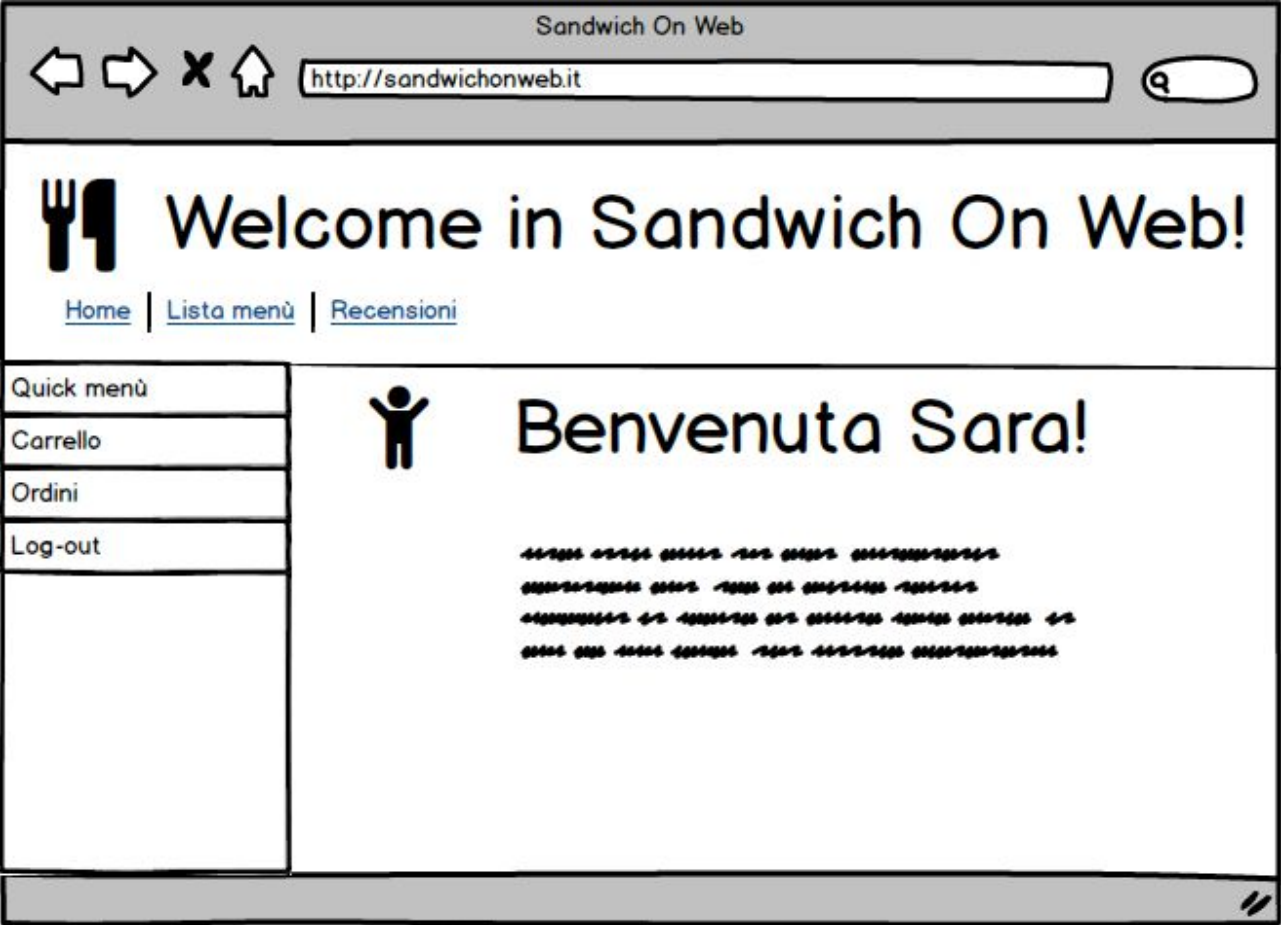 Sandwich On Web
http://sandwichonweb.it
Welcome in Sandwich On Web!
Home | Lista menù | Recensioni
Quick menù
Carrello
Ordini
Log-out
Benvenuta Sara!